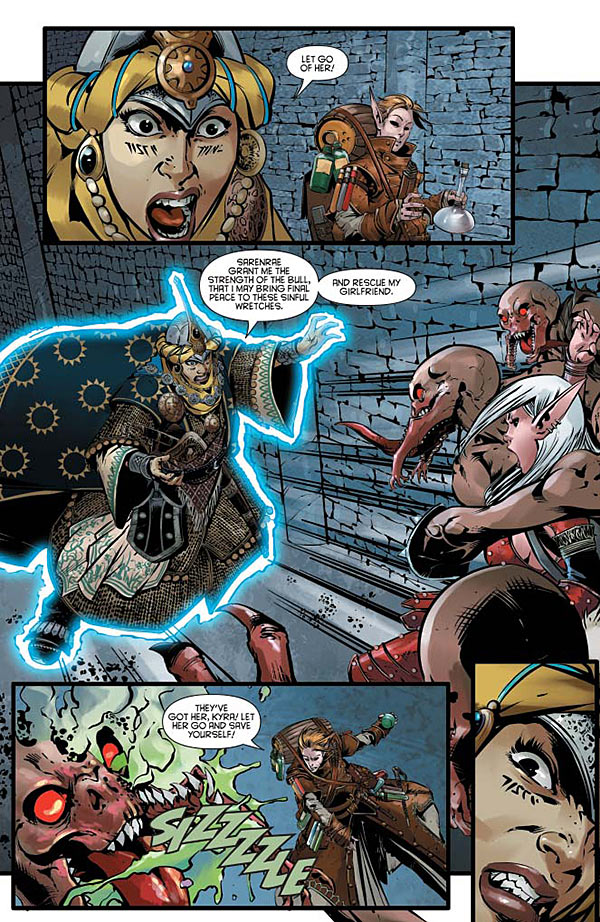 LET GO
OF HER!
SARENRAE
GRANT ME THE
STRENGTH OF THE BULL,
THAT I MAY BRING FINAL
PEACE TO THESE SINFUL
WRETCHES.
AND RESCUE MY
GIRLFRIEND.
THEY'VE
GOT HER, KYRA! LET
HER GO AND SAVE
YOURSELF!
SIZZZZZLE